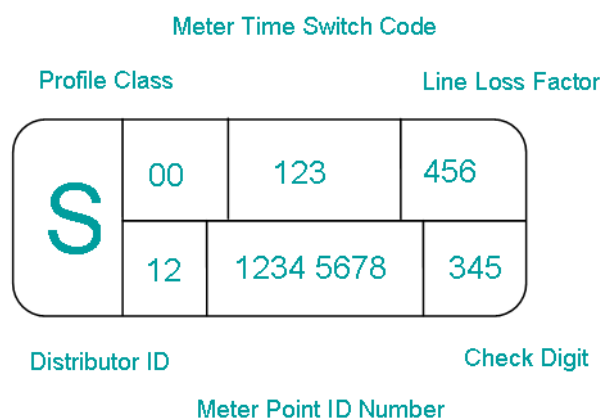 Meter Time Switch Code
Profile Class
Line Loss Factor
S
00
123
456
12
1234 5678
345
Distributor ID
Check Digit
Meter Point ID Number